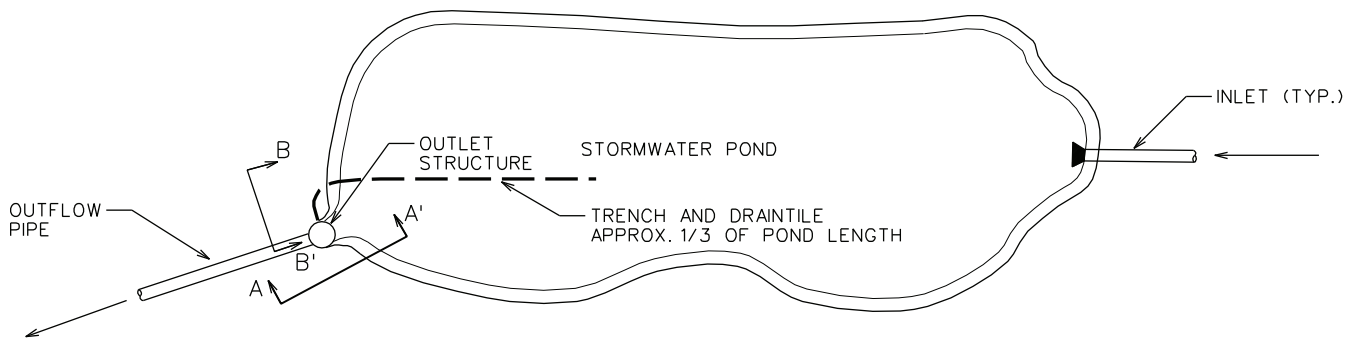 INLET (TYP.)
OUTLET
STRUCTURE
STORMWATER POND
B
A'
OUTFLOW
PIPE
TRENCH AND DRAINTILE
APPROX. 1/3 OF POND LENGTH
B'
A